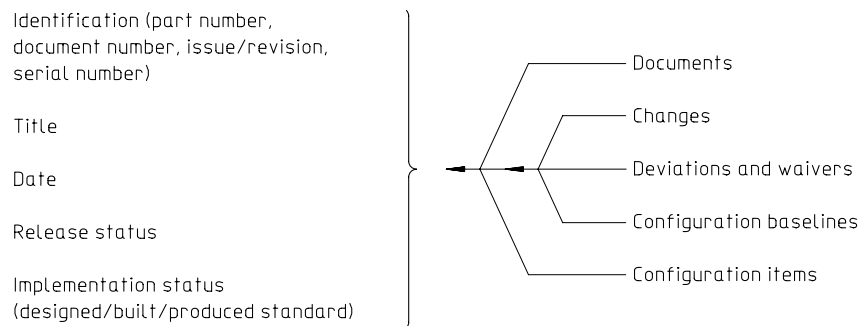 Identification (part number,
document number, issue/revision,
serial number)
Title
Date
Release status
Implementation status
(designed/built/produced standard)
Documents
Changes
Deviations and waivers
Configuration baselines
Configuration items